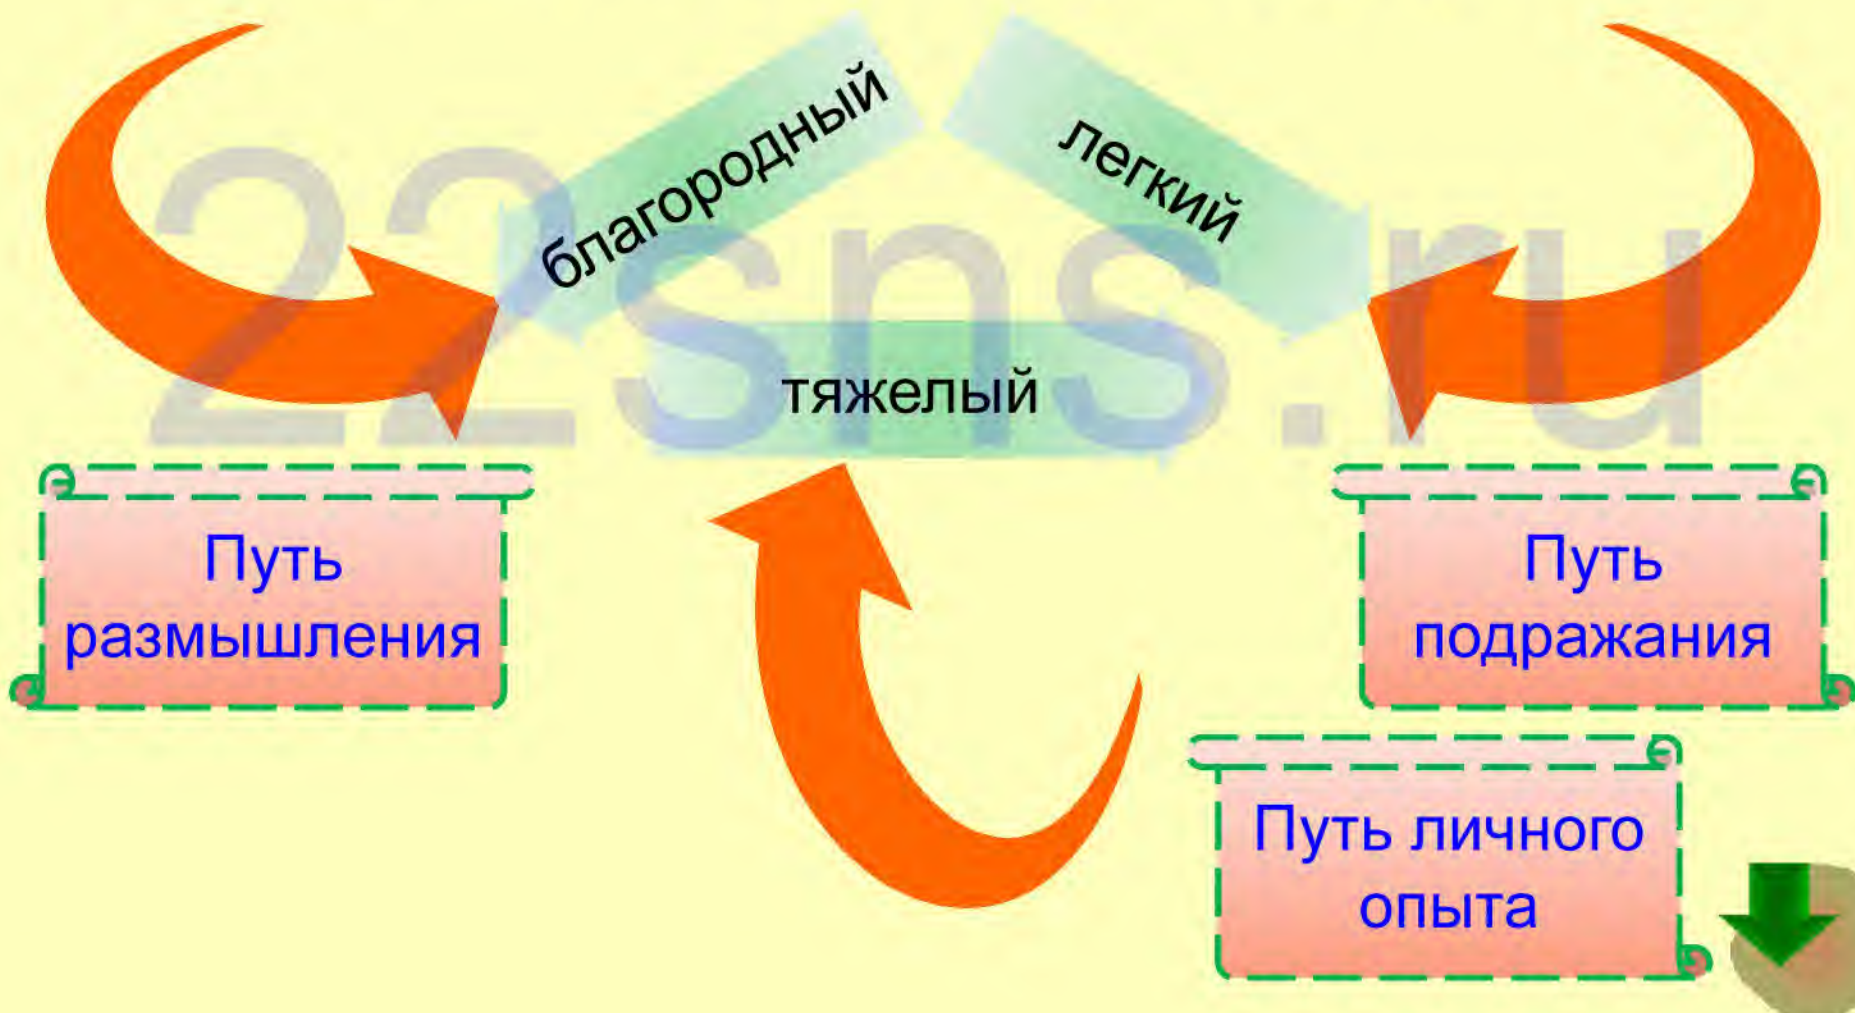 благородный
легкий
тяжелый
22sns.ru
Путь
размышления
Путь
подражания
Путь личного
опыта